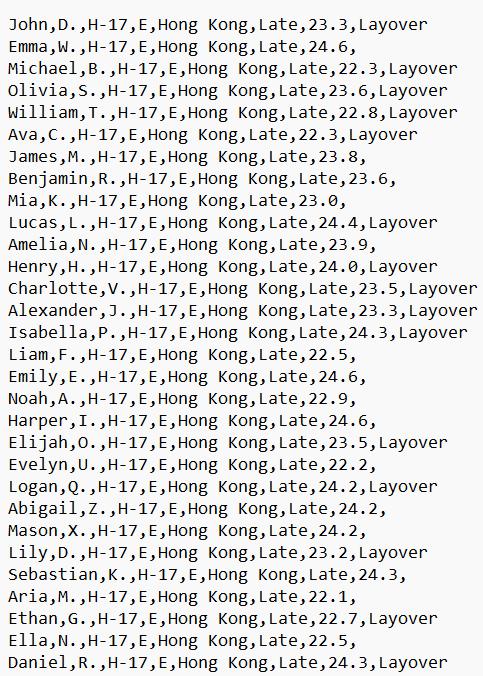 John,D.,H-17,E,Hong Kong,Late,23.3,Layover
Emma,W.,H-17,E,Hong Kong,Late,24.6,
Michael,B.,H-17,E,Hong Kong,Late,22.3,Layover
Olivia,S.,H-17,E,Hong Kong,Late,23.6,Layover
William,T.,H-17,E,Hong Kong,Late,22.8,Layover
Ava,C.,H-17,E,Hong Kong,Late,22.3,Layover
James,M.,H-17,E,Hong Kong,Late,23.8,
Benjamin,R.,H-17,E,Hong Kong,Late,23.6,
Mia,K.,H-17,E,Hong Kong,Late,23.0,
Lucas,L.,H-17,E,Hong Kong,Late,24.4,Layover
Amelia,N.,H-17,E,Hong Kong,Late,23.9,
Henry,H.,H-17,E,Hong Kong,Late,24.0,Layover
Charlotte,V.,H-17,E,Hong Kong,Late,23.5,Layover
Alexander,J.,H-17,E,Hong Kong,Late,23.3,Layover
Isabella,P.,H-17,E,Hong Kong,Late,24.3,Layover
Liam,F.,H-17,E,Hong Kong,Late,22.5,
Emily,E.,H-17,E,Hong Kong,Late,24.6,
Noah,A.,H-17,E,Hong Kong,Late,22.9,
Harper,I.,H-17,E,Hong Kong,Late,24.6,
Elijah,O.,H-17,E,Hong Kong,Late,23.5,Layover
Evelyn,U.,H-17,E,Hong Kong,Late,22.2,
Logan,Q.,H-17,E,Hong Kong,Late,24.2,Layover
Abigail,Z.,H-17,E,Hong Kong,Late,24.2,
Mason,X.,H-17,E,Hong Kong,Late,24.2,
Lily,D.,H-17,E,Hong Kong,Late,23.2,Layover
Sebastian,K.,H-17,E,Hong Kong,Late,24.3,
Aria,M.,H-17,E,Hong Kong,Late,22.1,
Ethan,G.,H-17,E,Hong Kong,Late,22.7,Layover
Ella,N.,H-17,E,Hong Kong,Late,22.5,
Daniel,R.,H-17,E,Hong Kong,Late,24.3,Layover